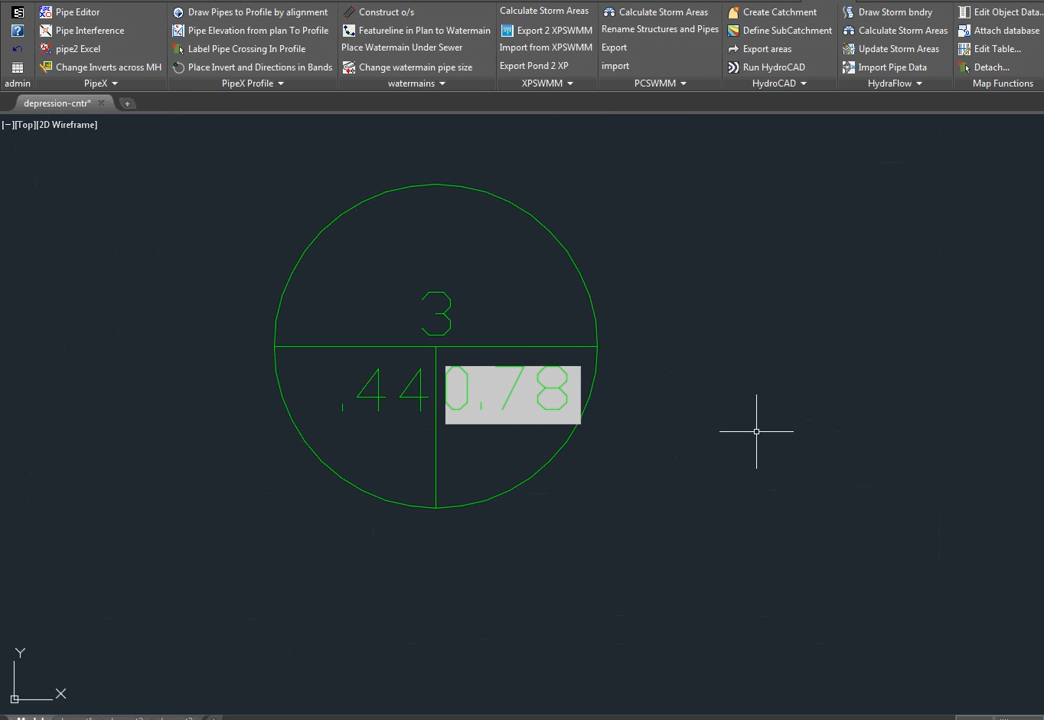 Pipe Editor
Pipe Interference
pipe2 Excel
Change Inverts across MH
admin
PipeX
Draw Pipes to Profile by alignment
Pipe Elevation from plan To Profile
Label Pipe Crossing In Profile
Place Invert and Directions in Bands
PipeX Profile
Construct o/s
Featureline in Plan to Watermain
Place Watermain Under Sewer
Change watermain pipe size
watermains
Calculate Storm Areas
Export 2 XPSWMM
Import from XPSWMM
Export Pond 2 XP
XPSWMM
Calculate Storm Areas
Rename Structures and Pipes
Export
import
PCSWMM
Create Catchment
Define SubCatchment
Export areas
Run HydroCAD
HydroCAD
Draw Storm bndry
Calculate Storm Areas
Update Storm Areas
Import Pipe Data
HydraFlow
Edit Object Data..
Attach database
Edit Table...
Detach...
Map Functions
depression-cntr*
[−][Top][2D Wireframe]
3
.44 0.78
Y
X